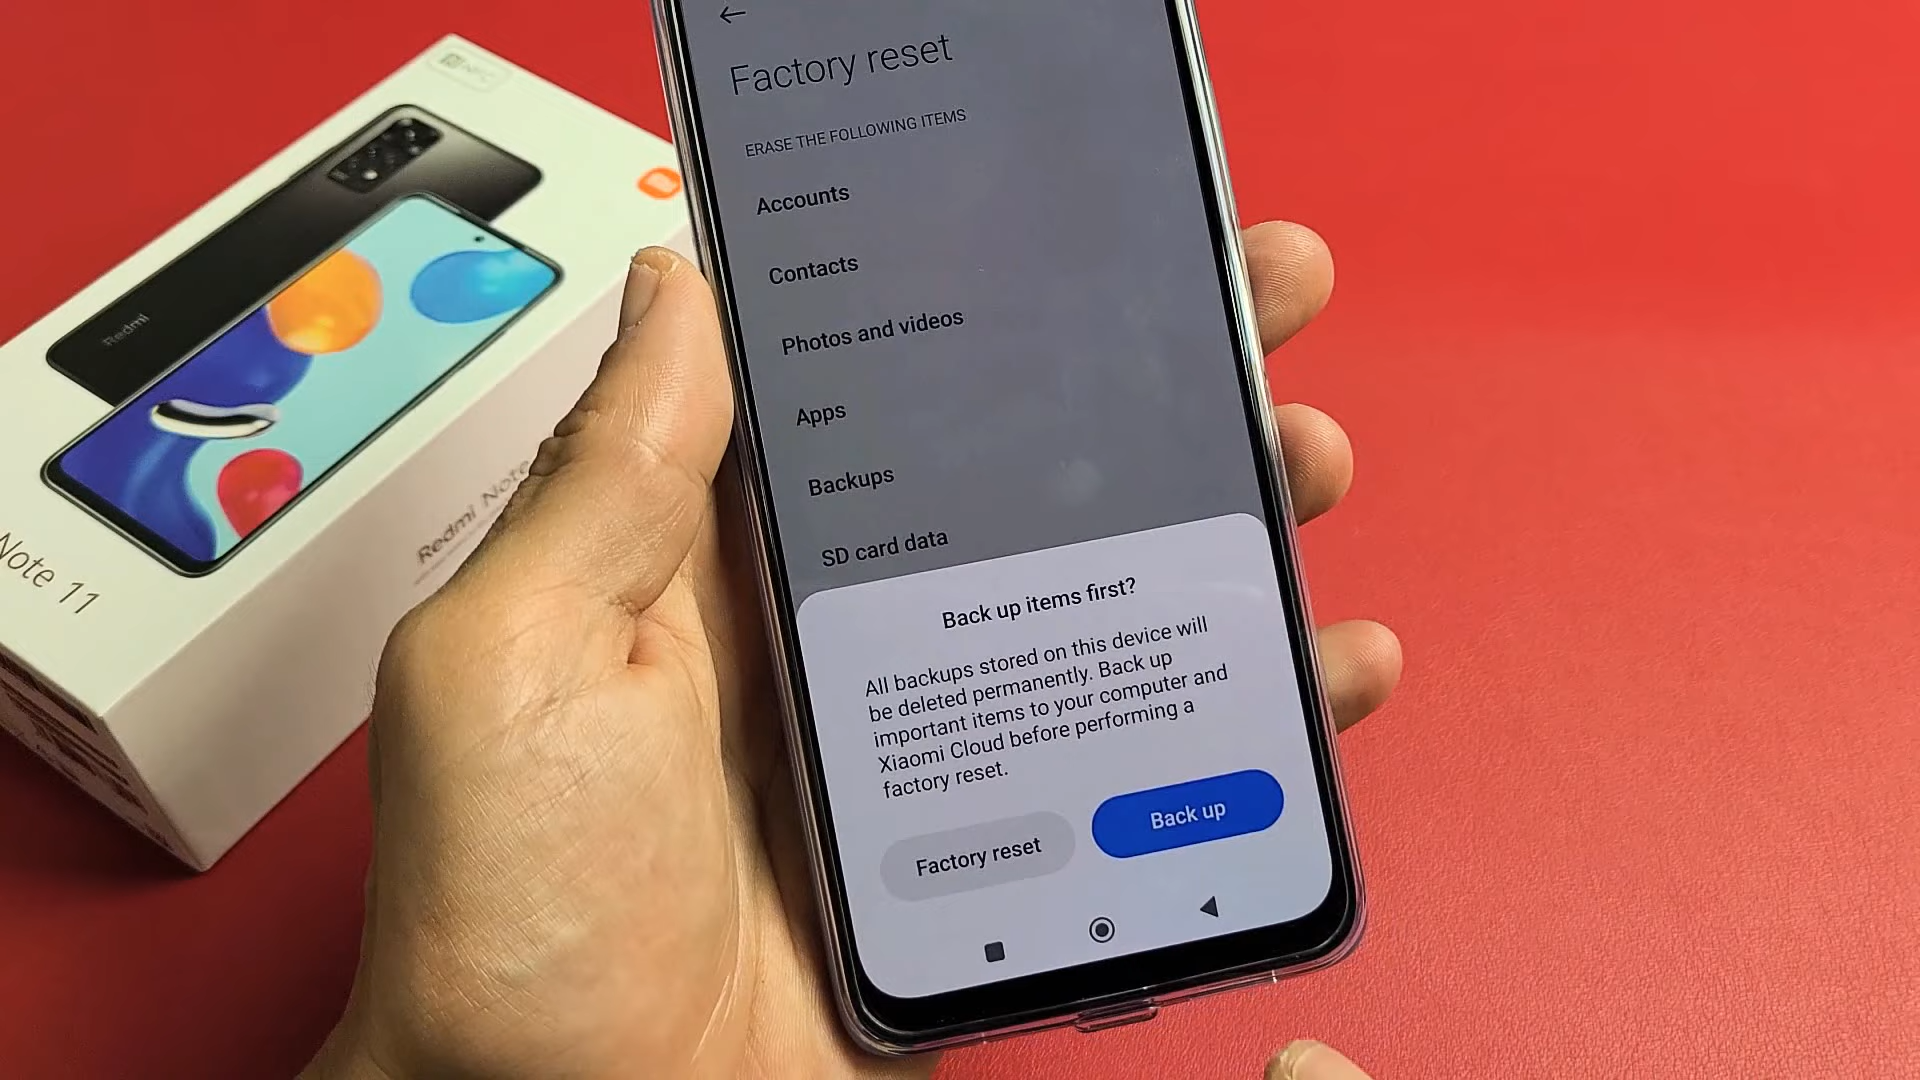 Factory reset
ERASE THE FOLLOWING ITEMS
Accounts
Contacts
Photos and videos
Apps
Backups
SD card data
Back up items first?
All backups stored on this device will
be deleted permanently. Back up
important items to your computer and
Xiaomi Cloud before performing a
factory reset.
Factory reset
Back up
NFC
Redmi
Note 11
Redmi Note